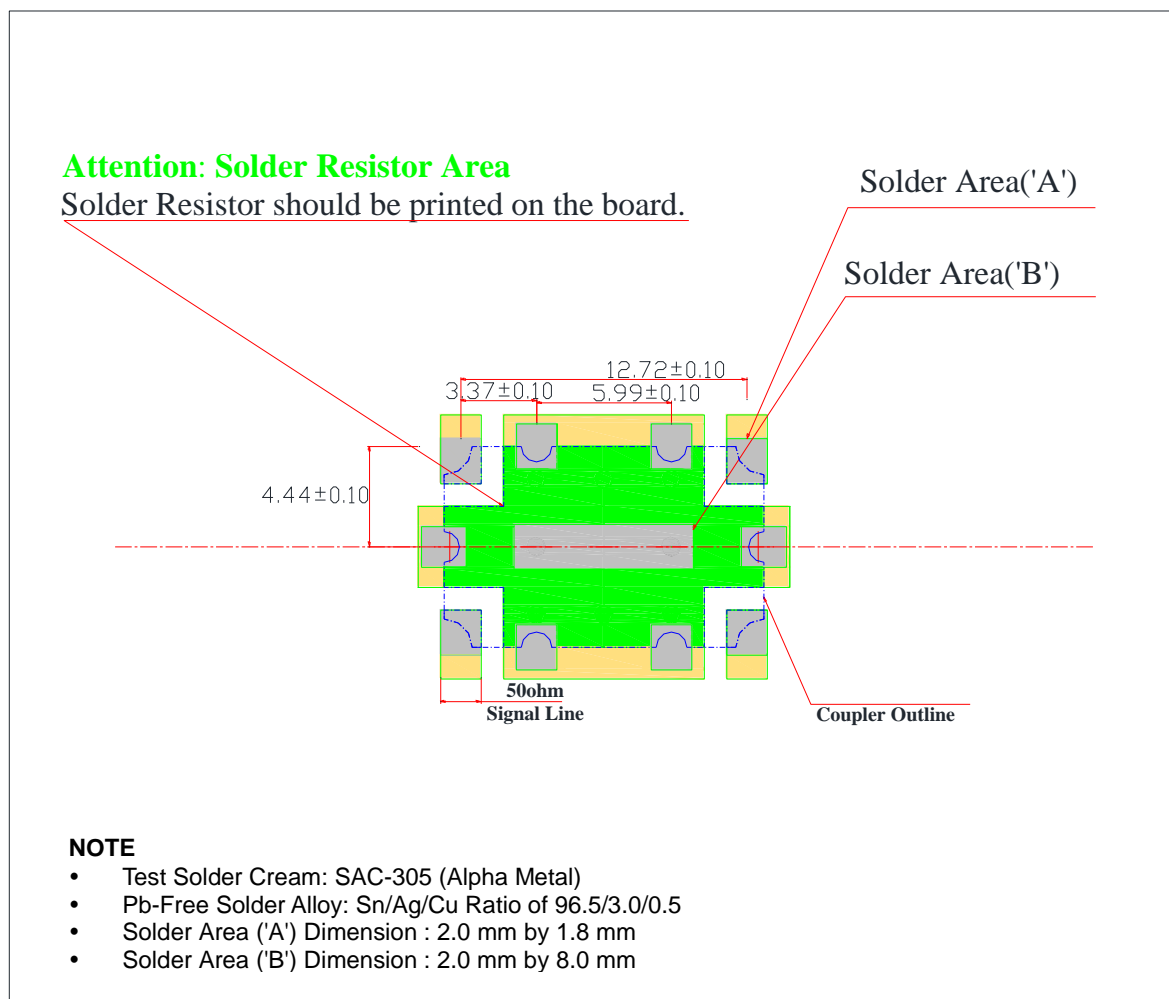 Attention: Solder Resistor Area
Solder Resistor should be printed on the board.
Solder Area('A')
Solder Area('B')
12.72±0.10
3.37±0.10
5.99±0.10
4.44±0.10
50ohm
Signal Line
Coupler Outline
NOTE
• Test Solder Cream: SAC-305 (Alpha Metal)
• Pb-Free Solder Alloy: Sn/Ag/Cu Ratio of 96.5/3.0/0.5
• Solder Area ('A') Dimension : 2.0 mm by 1.8 mm
• Solder Area ('B') Dimension : 2.0 mm by 8.0 mm